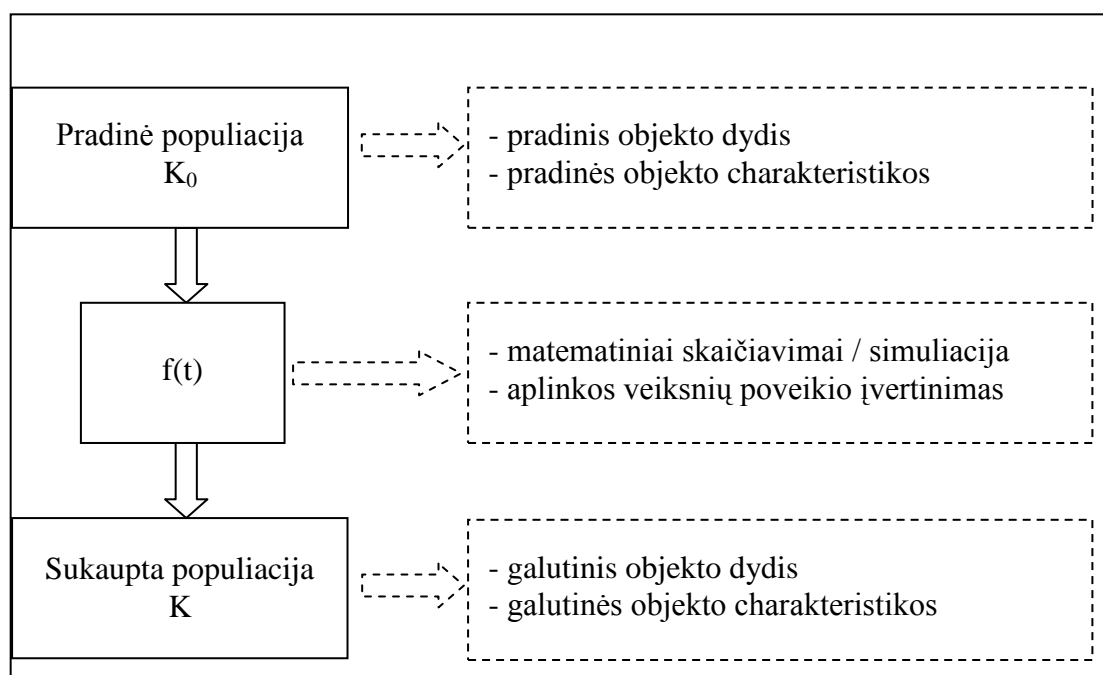 Pradinė populiacija
K₀
- pradinis objekto dydis
- pradinės objekto charakteristikos
f(t)
- matematiniai skaičiavimai / simuliacija
- aplinkos veiksnių poveikio įvertinimas
Sukaupta populiacija
K
- galutinis objekto dydis
- galutinės objekto charakteristikos